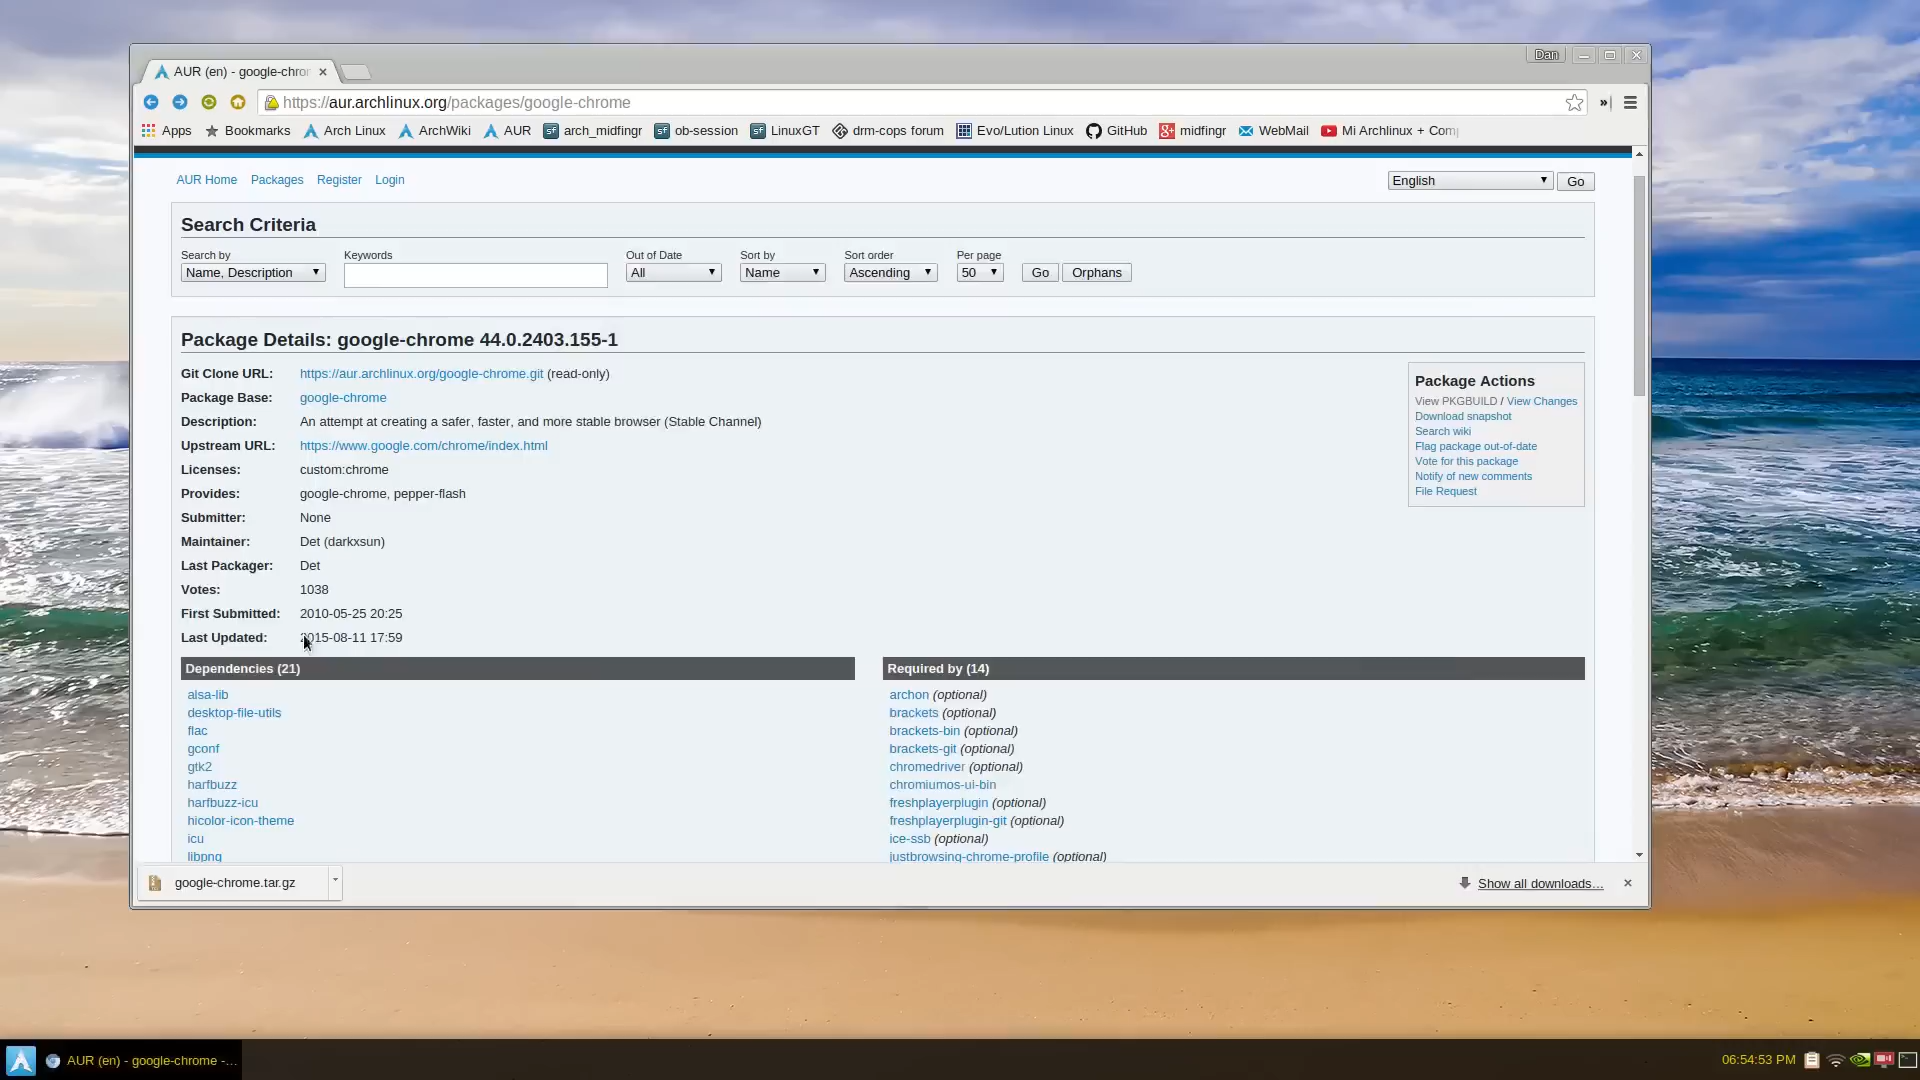 Dan
AUR (en) - google-chro
https://aur.archlinux.org/packages/google-chrome
»
Apps Bookmarks Arch Linux ArchWiki AUR arch_midfingr ob-session LinuxGT drm-cops forum Evo/Lution Linux GitHub midfingr WebMail Mi Archlinux + Com
AUR Home Packages Register Login
English Go
Search Criteria
Search by Keywords Out of Date Sort by Sort order Per page
Name, Description All Name Ascending 50 Go Orphans
Package Details: google-chrome 44.0.2403.155-1
Git Clone URL: https://aur.archlinux.org/google-chrome.git (read-only)
Package Base: google-chrome
Description: An attempt at creating a safer, faster, and more stable browser (Stable Channel)
Upstream URL: https://www.google.com/chrome/index.html
Licenses: custom:chrome
Provides: google-chrome, pepper-flash
Submitter: None
Maintainer: Det (darkxsun)
Last Packager: Det
Votes: 1038
First Submitted: 2010-05-25 20:25
Last Updated: 2015-08-11 17:59
Package Actions
View PKGBUILD / View Changes
Download snapshot
Search wiki
Flag package out-of-date
Vote for this package
Notify of new comments
File Request
Dependencies (21)
alsa-lib
desktop-file-utils
flac
gconf
gtk2
harfbuzz
harfbuzz-icu
hicolor-icon-theme
icu
libpng
Required by (14)
archon (optional)
brackets (optional)
brackets-bin (optional)
brackets-git (optional)
chromedriver (optional)
chromiumos-ui-bin
freshplayerplugin (optional)
freshplayerplugin-git (optional)
ice-ssb (optional)
justbrowsing-chrome-profile (optional)
google-chrome.tar.gz
Show all downloads...
AUR (en) - google-chrome -...
06:54:53 PM